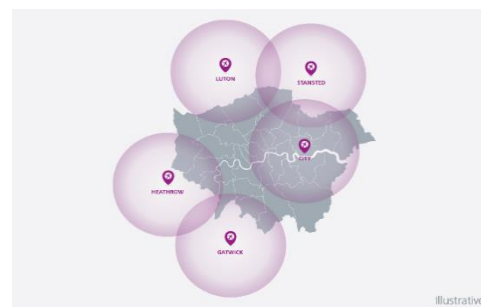 LUTON
STANSTED
CITY
HEATHROW
GATWICK
Illustrative